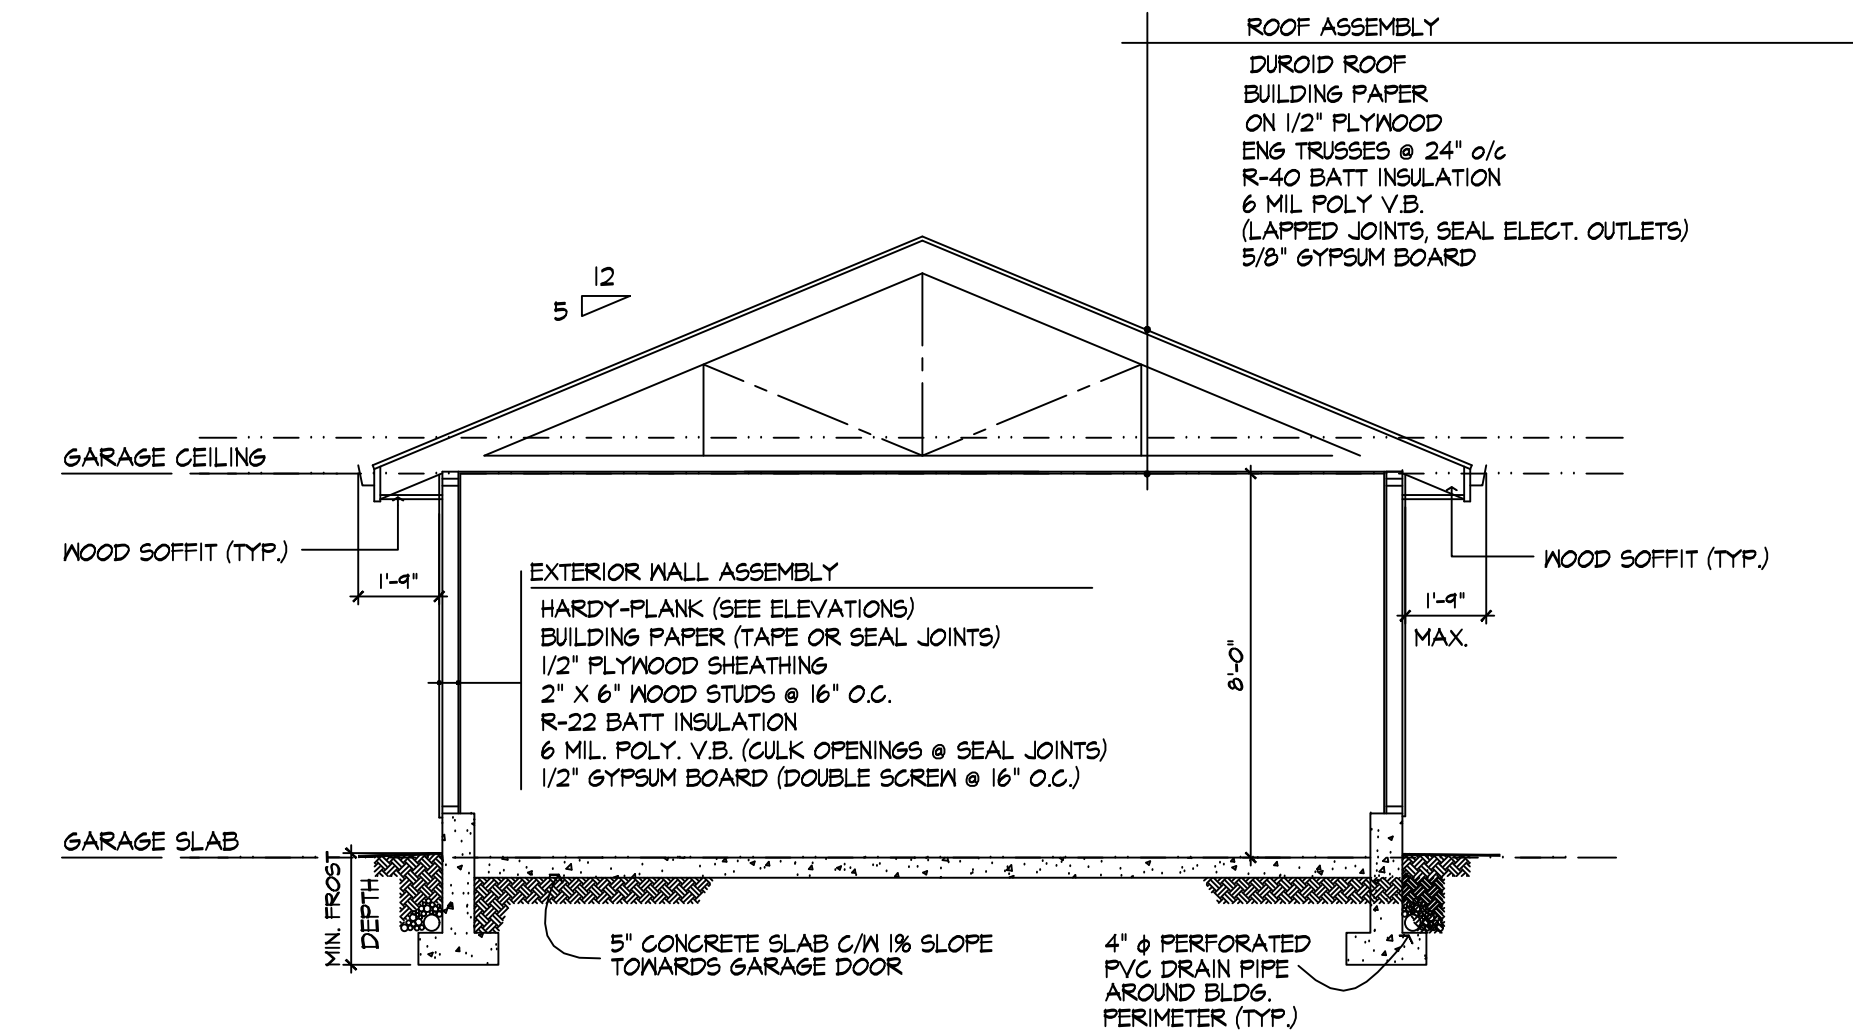 ROOF ASSEMBLY
DUROID ROOF
BUILDING PAPER
ON 1/2" PLYWOOD
ENG TRUSSES @ 24" o/c
R-40 BATT INSULATION
6 MIL POLY V.B.
(LAPPED JOINTS, SEAL ELECT. OUTLETS)
5/8" GYPSUM BOARD
12
5
GARAGE CEILING
WOOD SOFFIT (TYP.)
1'-9"
WOOD SOFFIT (TYP.)
1'-9"
MAX.
EXTERIOR WALL ASSEMBLY
HARDY-PLANK (SEE ELEVATIONS)
BUILDING PAPER (TAPE OR SEAL JOINTS)
1/2" PLYWOOD SHEATHING
2" X 6" WOOD STUDS @ 16" O.C.
R-22 BATT INSULATION
6 MIL. POLY. V.B. (CULK OPENINGS @ SEAL JOINTS)
1/2" GYPSUM BOARD (DOUBLE SCREW @ 16" O.C.)
8'-0"
GARAGE SLAB
MIN. FROST
DEPTH
5" CONCRETE SLAB C/W 1% SLOPE
TOWARDS GARAGE DOOR
4" ϕ PERFORATED
PVC DRAIN PIPE
AROUND BLDG.
PERIMETER (TYP.)